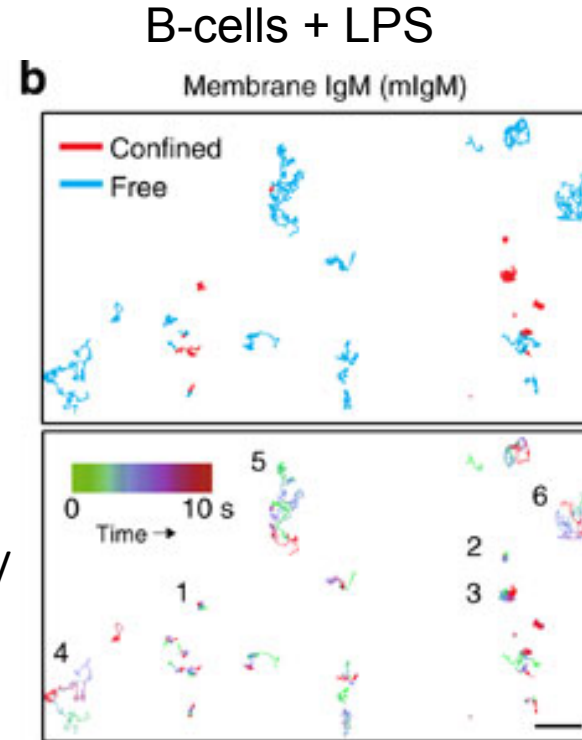 B-cells + LPS
b
Membrane IgM (mIgM)
Confined
Free
5
0
10 s
Time →
6
2
1
3
4